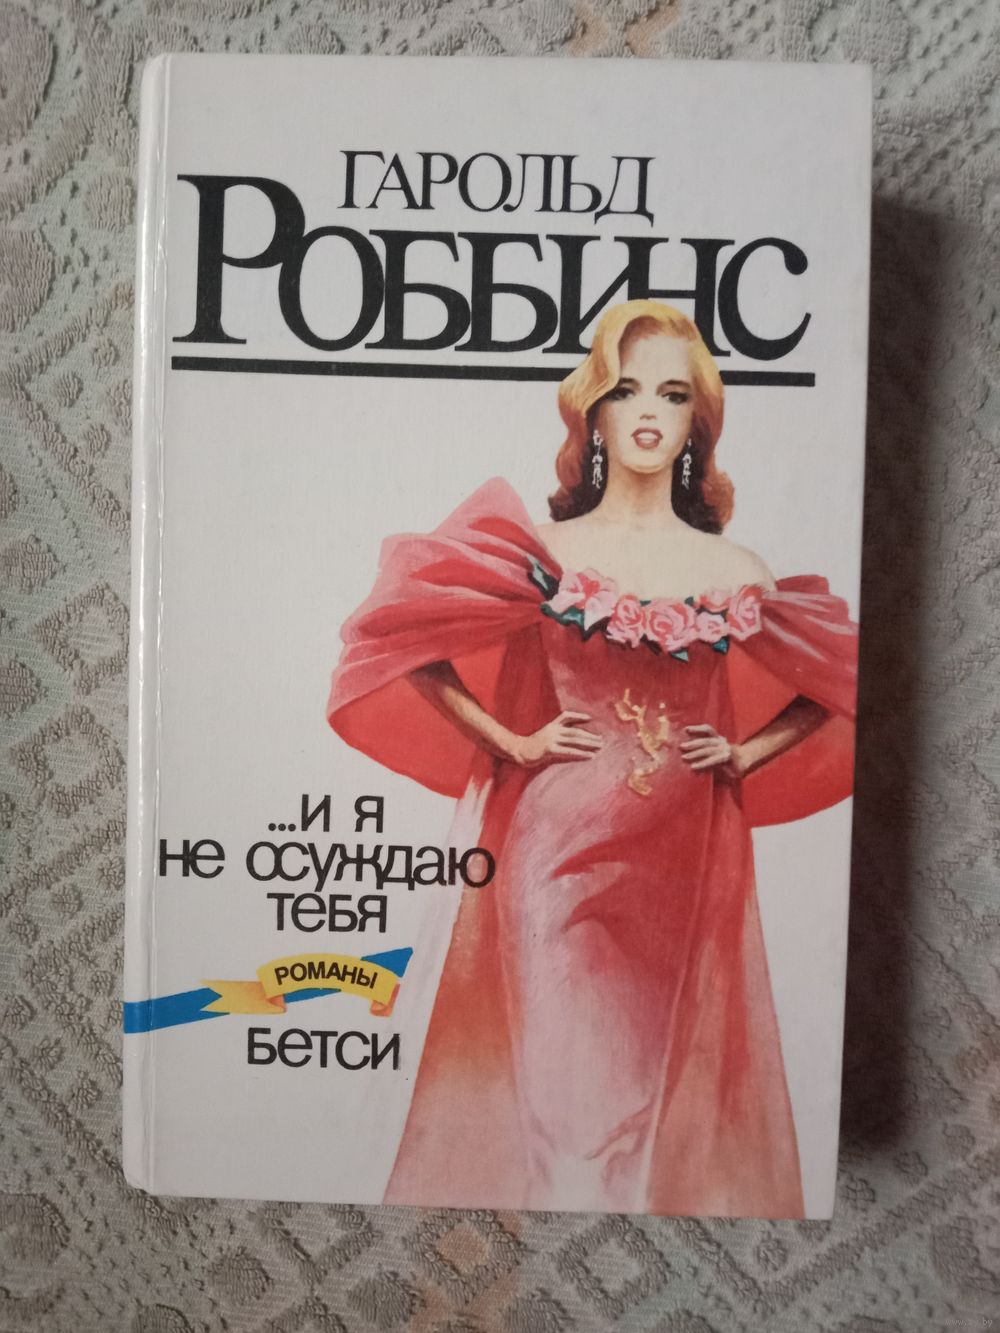 ГАРОЛЬД
РОББИНС
...и я
не осуждаю
тебя
РОМАНЫ
Бетси